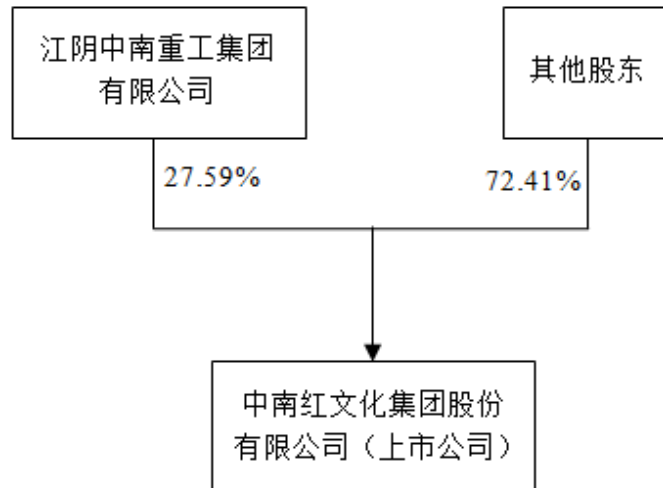 江阴中南重工集团
有限公司
其他股东
27.59%
72.41%
中南红文化集团股份
有限公司（上市公司）